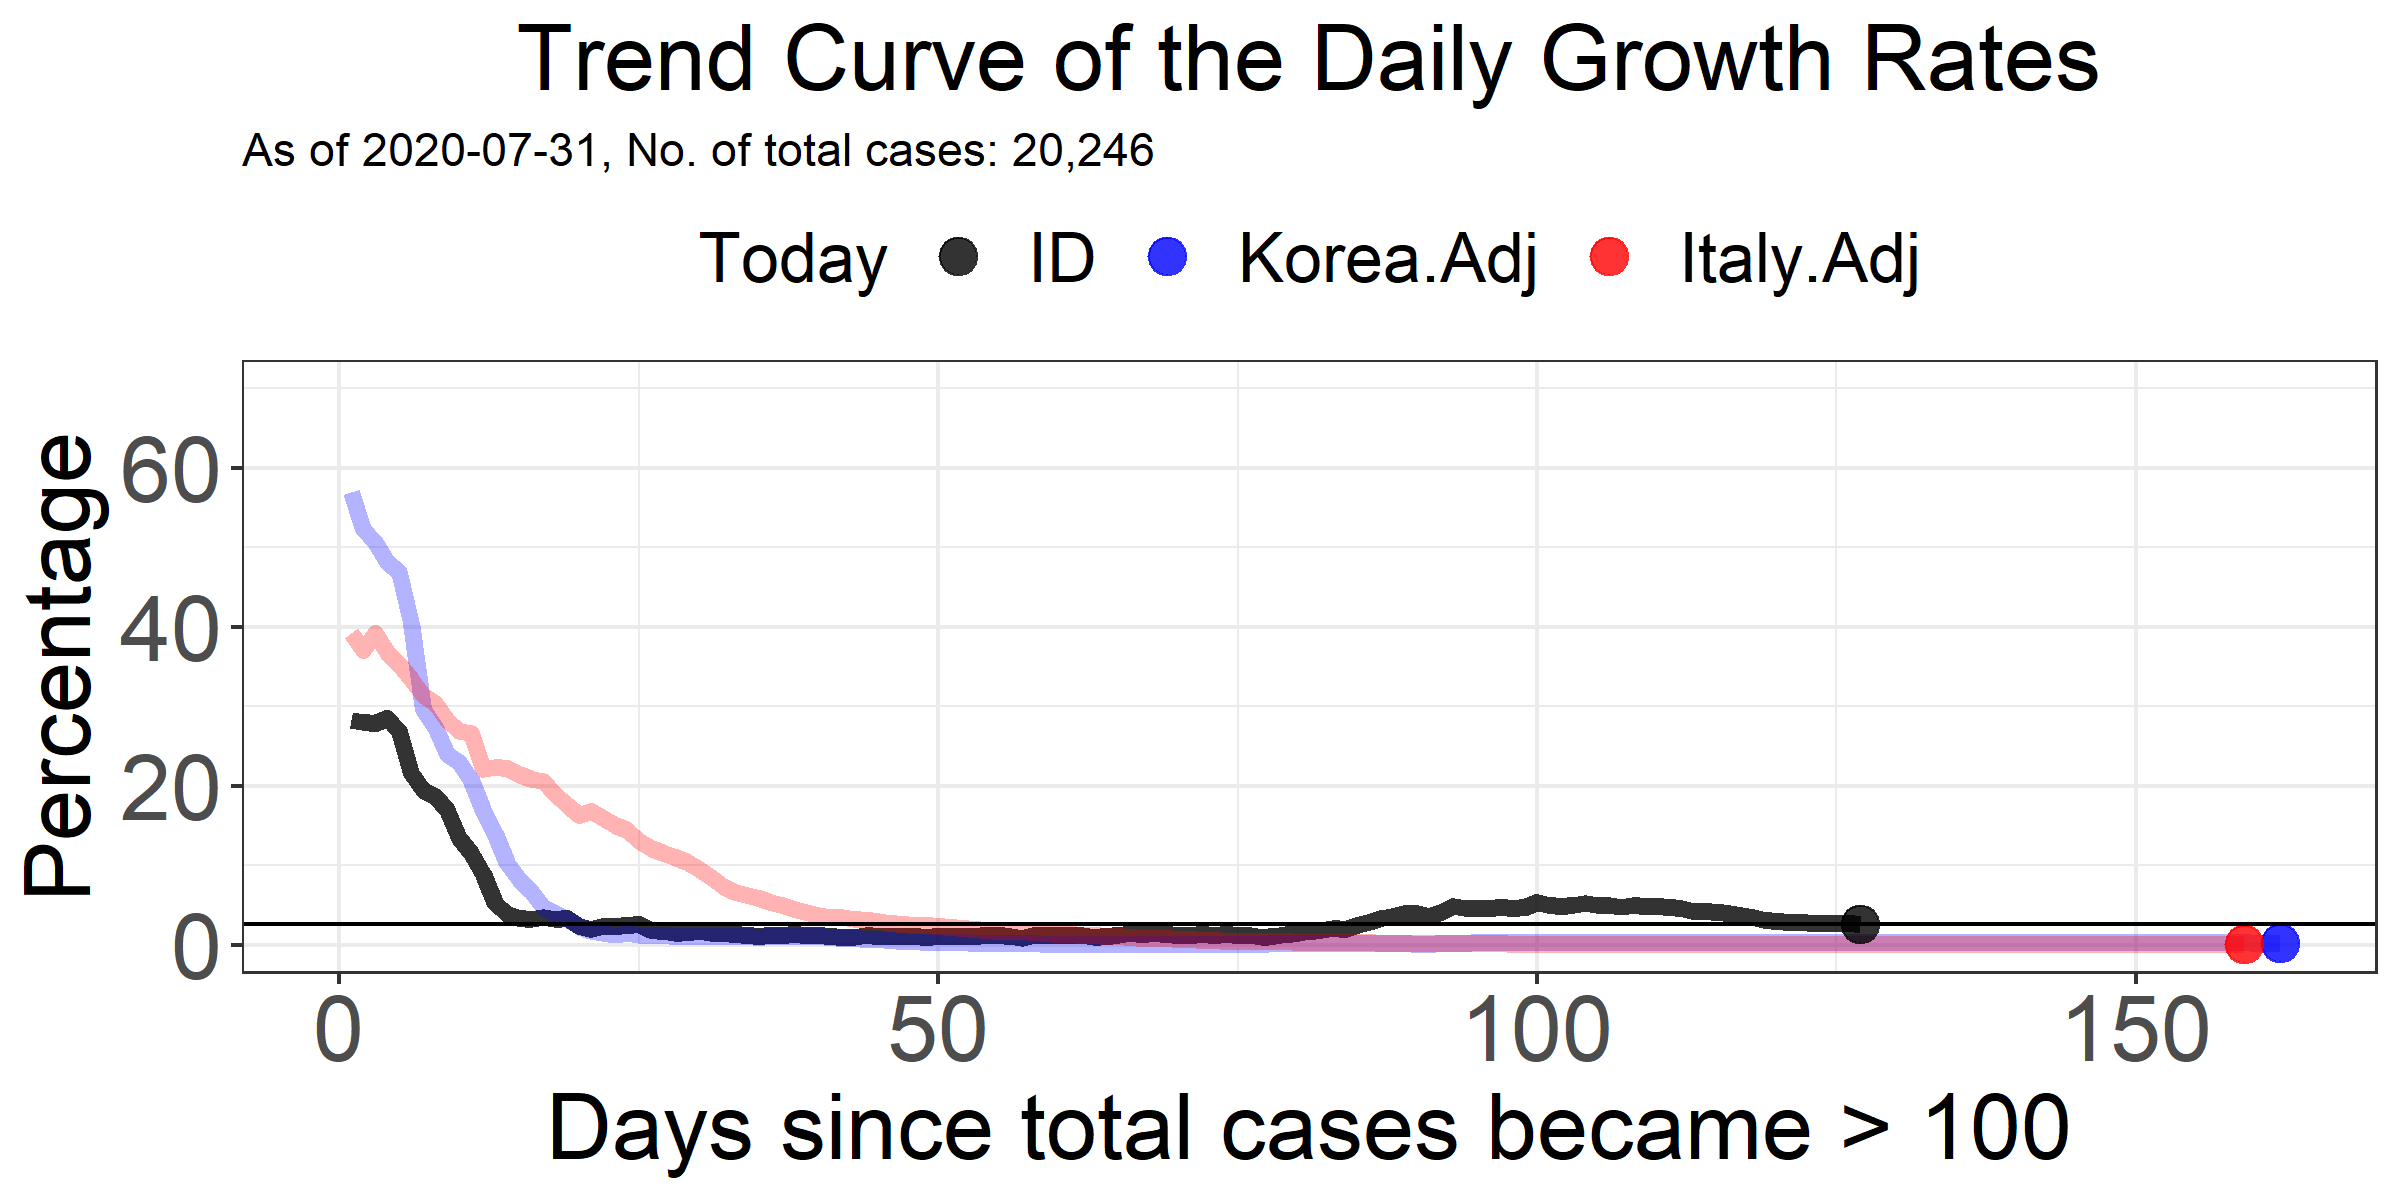 Trend Curve of the Daily Growth Rates
As of 2020-07-31, No. of total cases: 20,246
Today ID Korea.Adj Italy.Adj
Percentage
60
40
20
0
0 50 100 150
Days since total cases became > 100